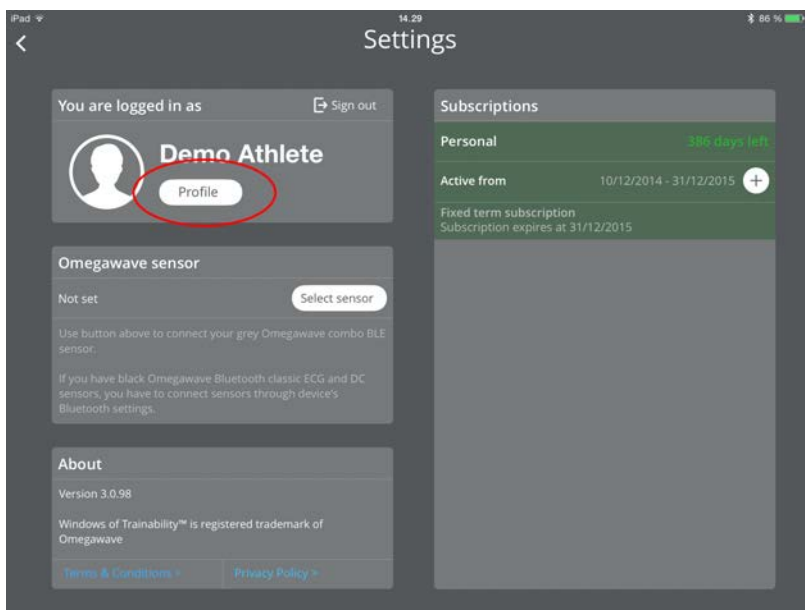 iPad 14.29 86 %
Settings
You are logged in as Sign out
Demo Athlete
Profile
Omegawave sensor
Not set Select sensor
Use button above to connect your grey Omegawave combo BLE
sensor.
If you have black Omegawave Bluetooth classic ECG and DC
sensors, you have to connect sensors through device's
Bluetooth settings.
About
Version 3.0.98
Windows of Trainability™ is registered trademark of
Omegawave
Terms & Conditions > Privacy Policy >
Subscriptions
Personal 386 days left
Active from 10/12/2014 - 31/12/2015
Fixed term subscription
Subscription expires at 31/12/2015